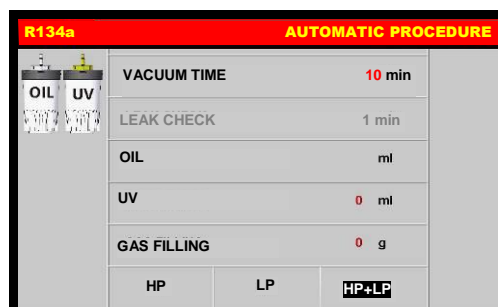 R134a AUTOMATIC PROCEDURE
VACUUM TIME 10 min
OIL UV
LEAK CHECK 1 min
OIL ml
UV 0 ml
GAS FILLING 0 g
HP LP HP+LP